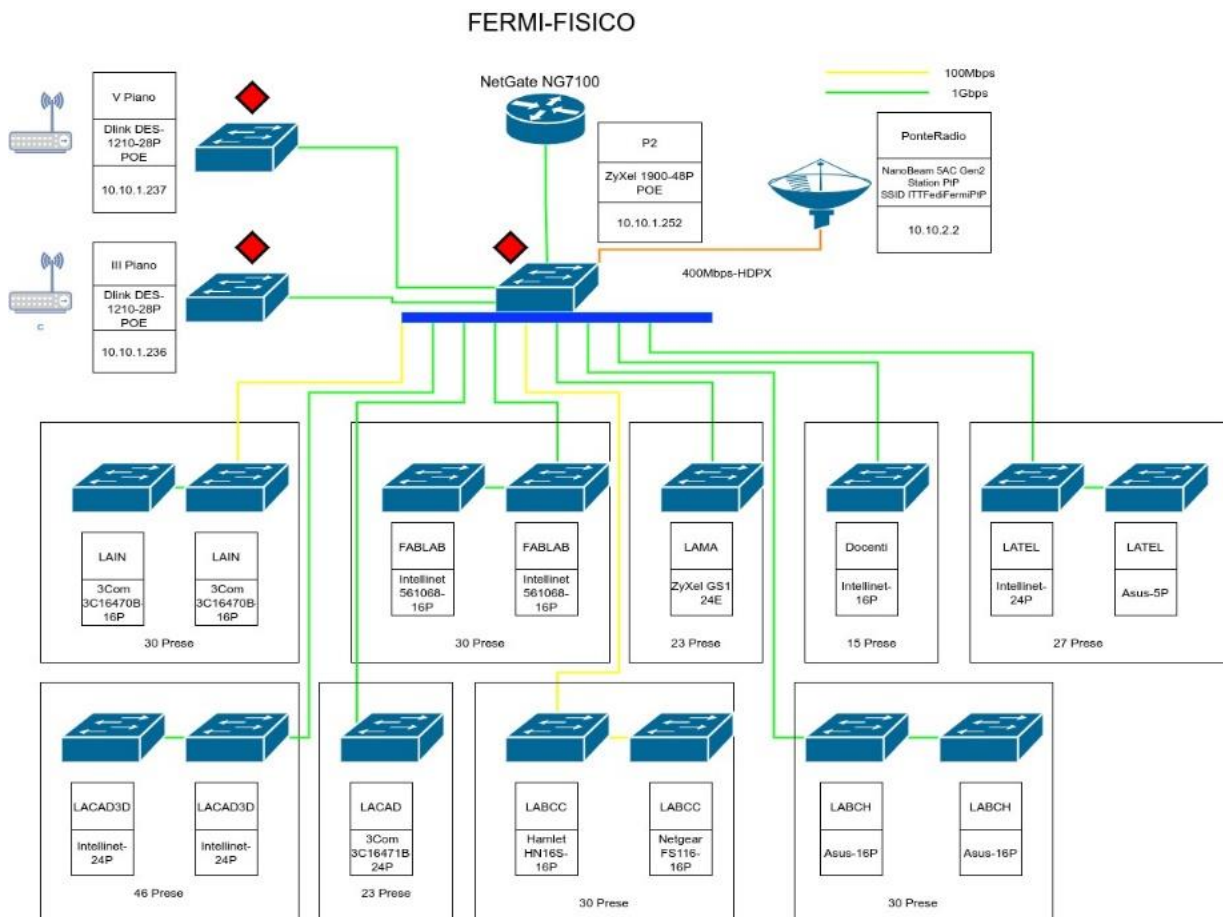 FERMI-FISICO
V Piano
Dlink DES-
1210-28P
POE
10.10.1.237
NetGate NG7100
100Mbps
1Gbps
P2
ZyXel 1900-48P
POE
10.10.1.252
PonteRadio
NanoBeam 5AC Gen2
Station PtP
SSID ITTFediFermiPtP
10.10.2.2
III Piano
Dlink DES-
1210-28P
POE
10.10.1.236
C
400Mbps-HDPX
LAIN
3Com
3C16470B-
16P
LAIN
3Com
3C16470B-
16P
30 Prese
FABLAB
Intellinet
561068-
16P
FABLAB
Intellinet
561068-
16P
30 Prese
LAMA
ZyXel GS1
24E
23 Prese
Docenti
Intellinet-
16P
15 Prese
LATEL
Intellinet-
24P
LATEL
Asus-5P
27 Prese
LACAD3D
Intellinet-
24P
LACAD3D
Intellinet-
24P
46 Prese
LACAD
3Com
3C16471B-
24P
23 Prese
LABCC
Hamlet
HN16S-
16P
LABCC
Netgear
FS116-
16P
30 Prese
LABCH
Asus-16P
LABCH
Asus-16P
30 Prese